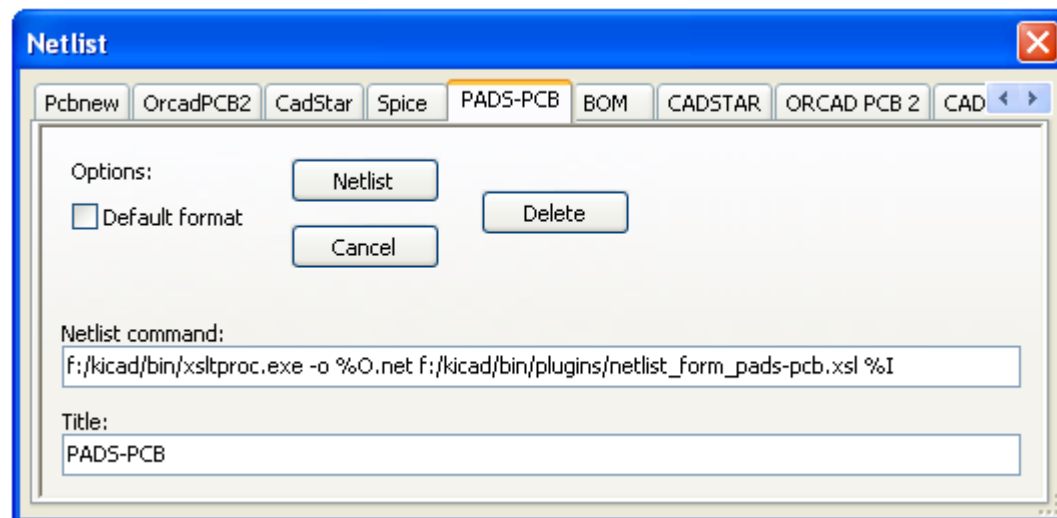 Netlist
Pcbnew OrcadPCB2 CadStar Spice PADS-PCB BOM CADSTAR ORCAD PCB 2 CAD
Options:
Netlist
Default format
Delete
Cancel
Netlist command:
f:/kicad/bin/xsltproc.exe -o %O.net f:/kicad/bin/plugins/netlist_form_pads-pcb.xsl %I
Title:
PADS-PCB